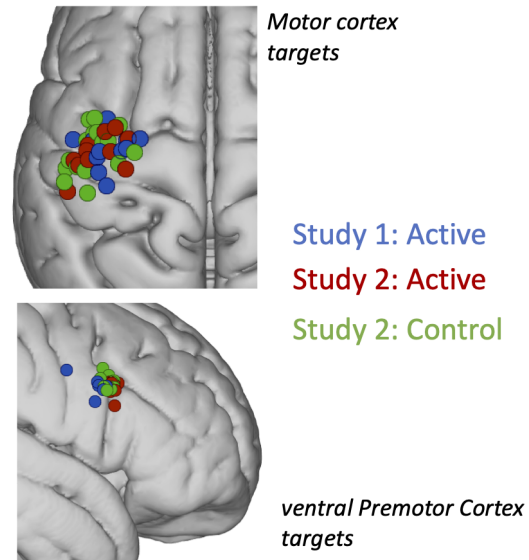 Motor cortex
targets
Study 1: Active
Study 2: Active
Study 2: Control
ventral Premotor Cortex
targets